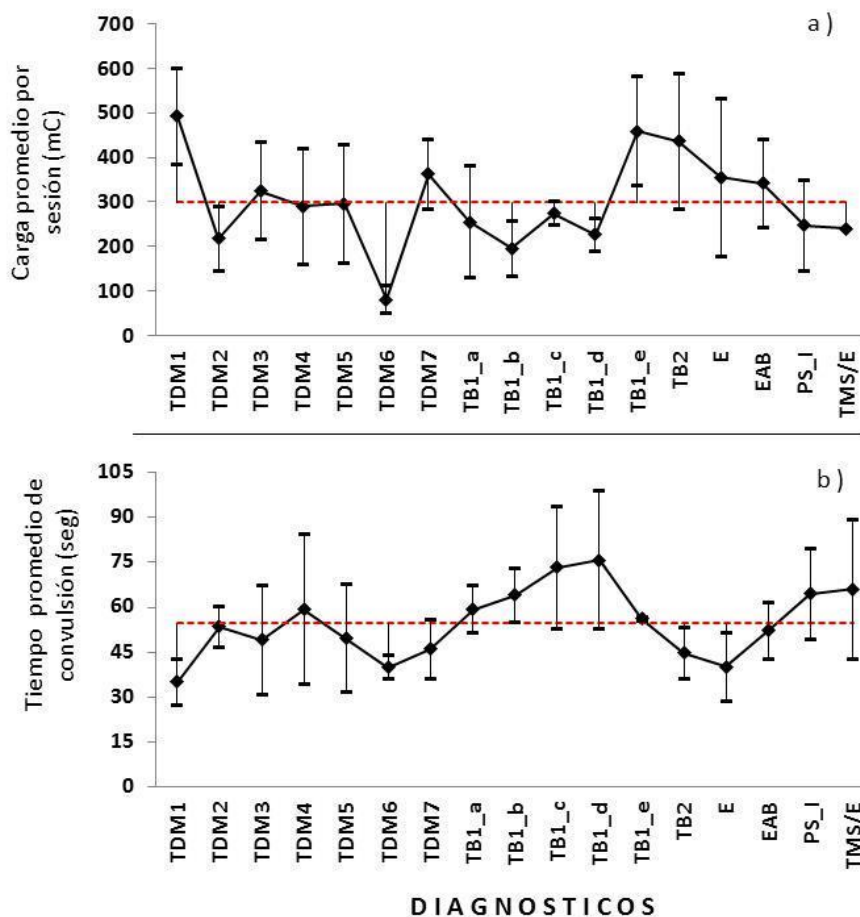 a )
700
600
500
400
300
200
100
0
Carga promedio por
sesión (mC)
TDM1
TDM2
TDM3
TDM4
TDM5
TDM6
TDM7
TB1_a
TB1_b
TB1_c
TB1_d
TB1_e
TB2
E
EAB
PS_I
TMS/E
b )
105
90
75
60
45
30
15
0
Tiempo promedio de
convulsión (seg)
TDM1
TDM2
TDM3
TDM4
TDM5
TDM6
TDM7
TB1_a
TB1_b
TB1_c
TB1_d
TB1_e
TB2
E
EAB
PS_I
TMS/E
DIAGNOSTICOS